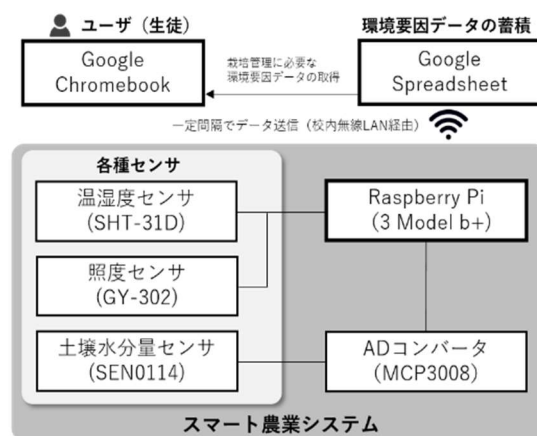 ユーザ（生徒）
環境要因データの蓄積
Google
Chromebook
栽培管理に必要な
環境要因データの取得
Google
Spreadsheet
一定間隔でデータ送信（校内無線LAN経由）
各種センサ
温湿度センサ
(SHT-31D)
Raspberry Pi
(3 Model b+)
照度センサ
(GY-302)
土壌水分量センサ
(SEN0114)
ADコンバータ
(MCP3008)
スマート農業システム